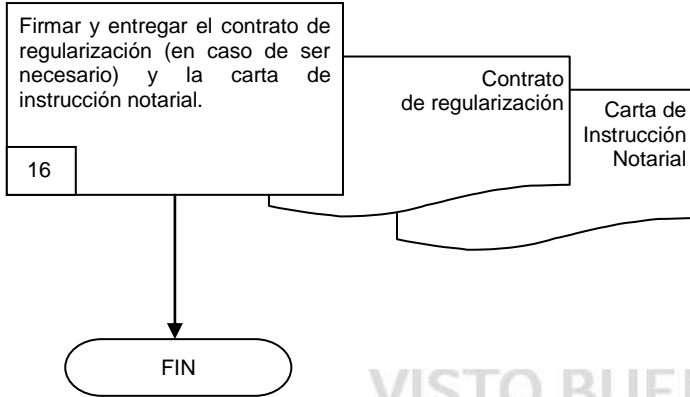 Firmar y entregar el contrato de
regularización (en caso de ser
necesario) y la carta de
instrucción notarial.
16
Contrato
de regularización
Carta de
Instrucción
Notarial
FIN
VISTO